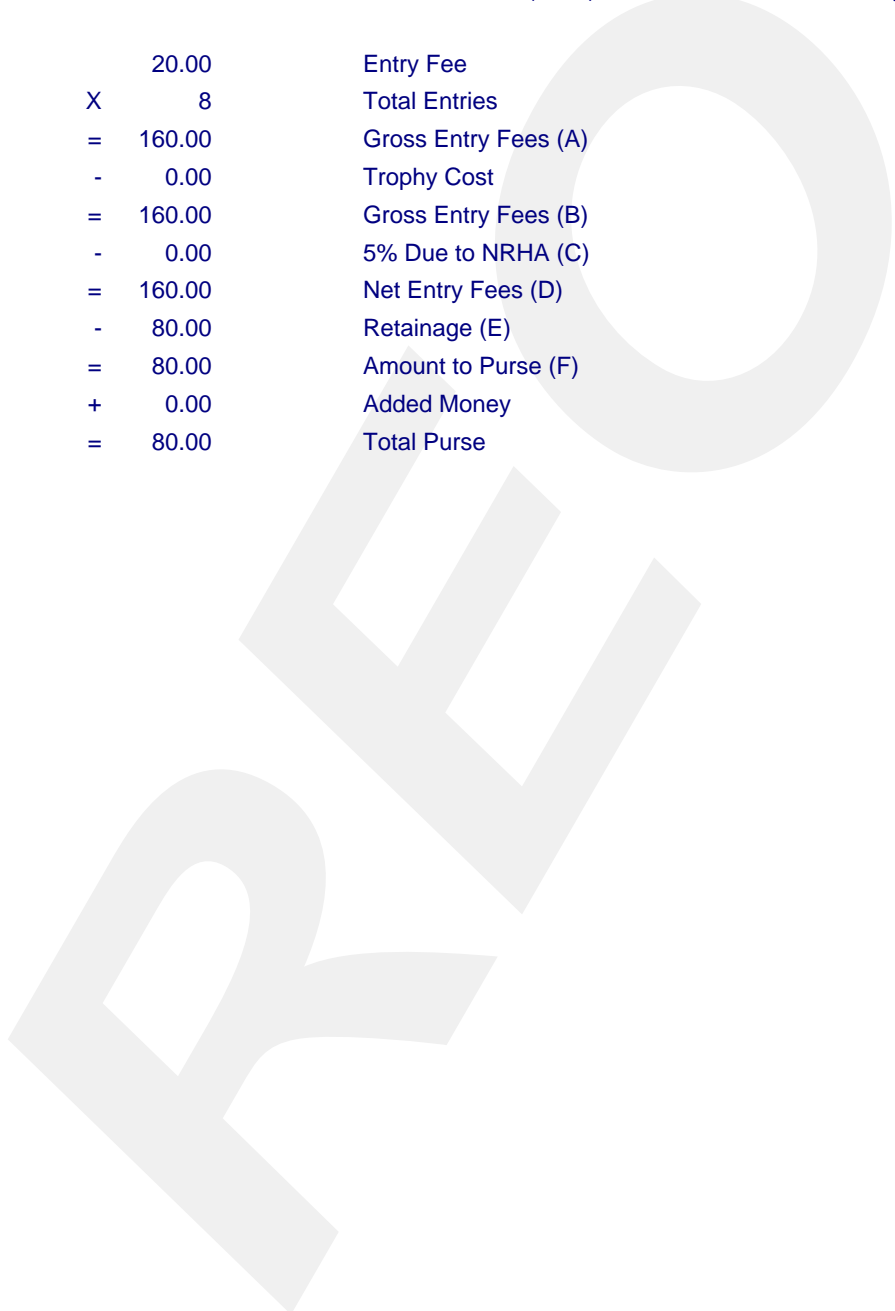 20.00 Entry Fee
X 8 Total Entries
= 160.00 Gross Entry Fees (A)
- 0.00 Trophy Cost
= 160.00 Gross Entry Fees (B)
- 0.00 5% Due to NRHA (C)
= 160.00 Net Entry Fees (D)
- 80.00 Retainage (E)
= 80.00 Amount to Purse (F)
+ 0.00 Added Money
= 80.00 Total Purse
REO